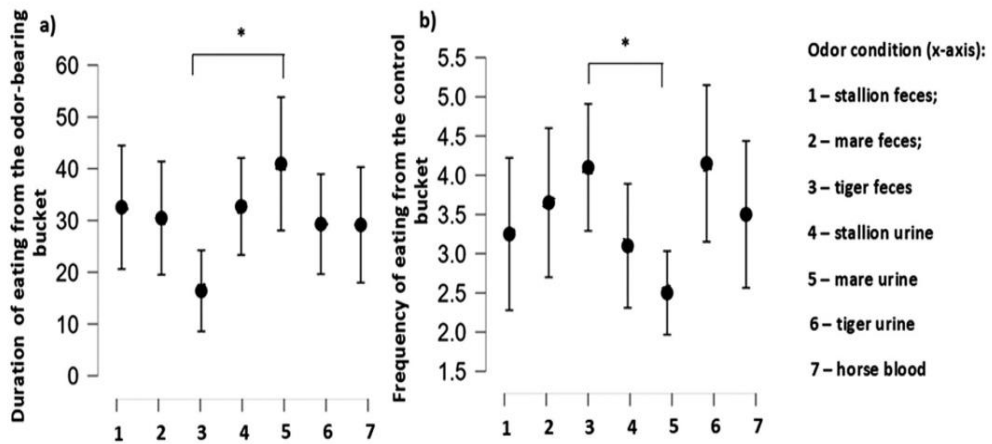 a)
Duration of eating from the odor-bearing
bucket
*
60
50
40
30
20
10
0
1 2 3 4 5 6 7
b)
Frequency of eating from the control
bucket
*
5.5
5.0
4.5
4.0
3.5
3.0
2.5
2.0
1.5
1 2 3 4 5 6 7
Odor condition (x-axis):
1 – stallion feces;
2 – mare feces;
3 – tiger feces
4 – stallion urine
5 – mare urine
6 – tiger urine
7 – horse blood